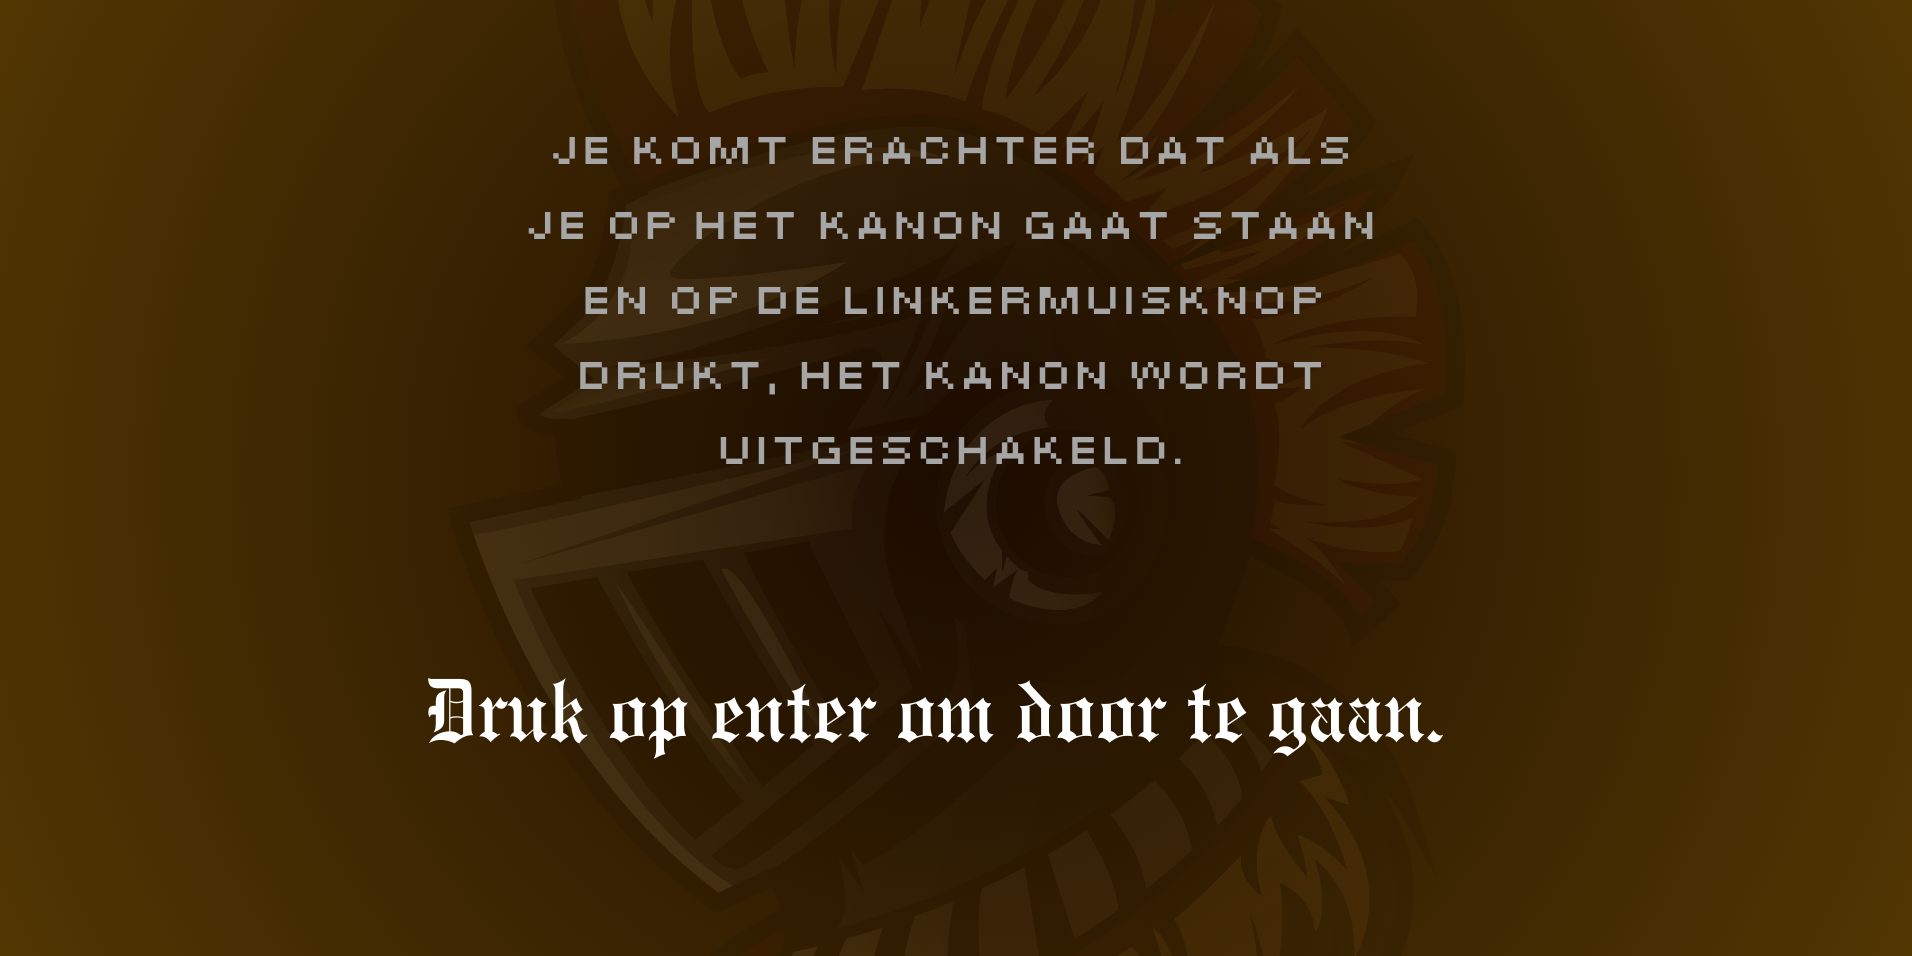 JE KOMT ERACHTER DAT ALS
JE OP HET KANON GAAT STAAN
EN OP DE LINKERMUISKNOP
DRUKT, HET KANON WORDT
UITGESCHAKELD.
Druk op enter om door te gaan.